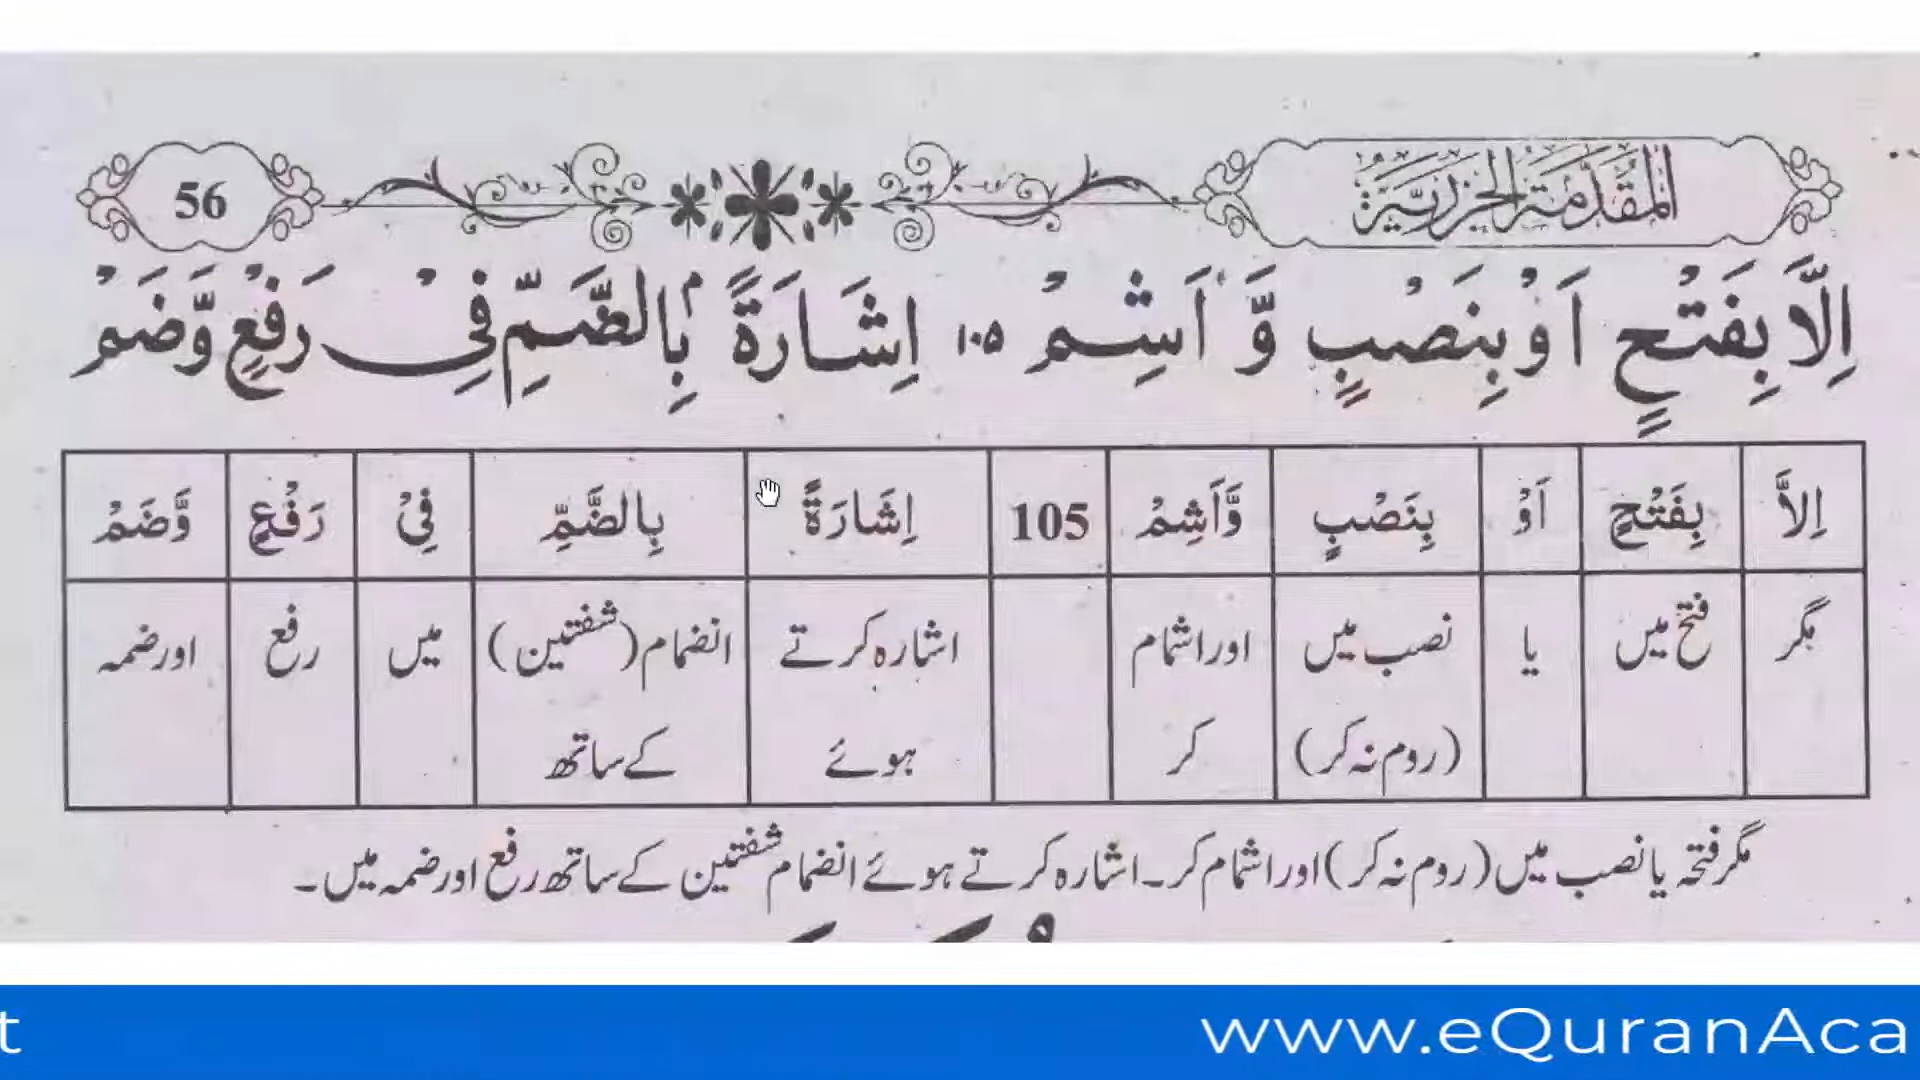 المقدمة الجزرية 56
اِلَّا بِفَتْحٍ اَوْ بِنَصْبٍ وَّ اَشِمْ ۱۰۵ اِشَارَةًۢ بِالضَّمِّ فِیْ رَفْعٍ وَّضَمْ
اِلاَّ بِفَتْحٍ اَوْ بِنَصْبٍ وَّاَشِمْ 105 اِشَارَةً بِالضَّمِّ فِیْ رَفْعٍ وَّضَمْ
مگر فتح میں یا نصب میں اور اشمام اشارہ کرتے انضمام (شفتین) میں رفع اور ضمہ
(روم نہ کر) کر ہوئے کے ساتھ
مگر فتحہ یا نصب میں (روم نہ کر) اور اشمام کر۔ اشارہ کرتے ہوئے انضمام شفتین کے ساتھ رفع اور ضمہ میں۔
t www.eQuranAca